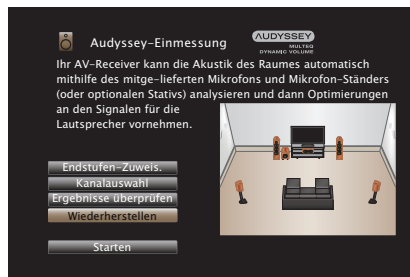 Audyssey-Einmessung
AUDYSSEY
MULTEQ
DYNAMIC VOLUME
Ihr AV-Receiver kann die Akustik des Raumes automatisch
mithilfe des mitge-lieferten Mikrofons und Mikrofon-Ständers
(oder optionalen Stativs) analysieren und dann Optimierungen
an den Signalen für die
Lautsprecher vornehmen.
Endstufen-Zuweis.
Kanalauswahl
Ergebnisse überprüfen
Wiederherstellen
Starten